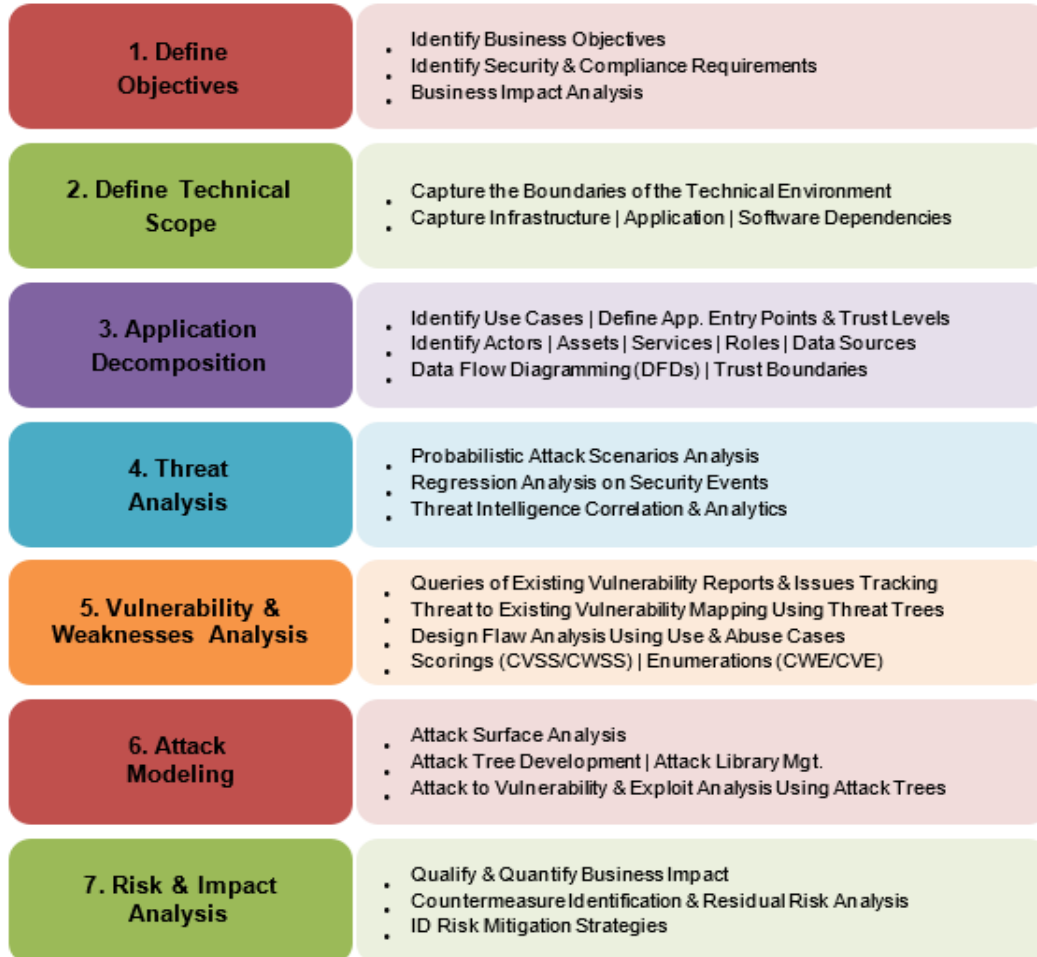 1. Define
Objectives
• Identify Business Objectives
• Identify Security & Compliance Requirements
• Business Impact Analysis
2. Define Technical
Scope
• Capture the Boundaries of the Technical Environment
• Capture Infrastructure | Application | Software Dependencies
3. Application
Decomposition
• Identify Use Cases | Define App. Entry Points & Trust Levels
• Identify Actors | Assets | Services | Roles | Data Sources
• Data Flow Diagramming (DFDs) | Trust Boundaries
4. Threat
Analysis
• Probabilistic Attack Scenarios Analysis
• Regression Analysis on Security Events
• Threat Intelligence Correlation & Analytics
5. Vulnerability &
Weaknesses Analysis
• Queries of Existing Vulnerability Reports & Issues Tracking
• Threat to Existing Vulnerability Mapping Using Threat Trees
• Design Flaw Analysis Using Use & Abuse Cases
• Scorings (CVSS/CWSS) | Enumerations (CWE/CVE)
6. Attack
Modeling
• Attack Surface Analysis
• Attack Tree Development | Attack Library Mgt.
• Attack to Vulnerability & Exploit Analysis Using Attack Trees
7. Risk & Impact
Analysis
• Qualify & Quantify Business Impact
• Countermeasure Identification & Residual Risk Analysis
• ID Risk Mitigation Strategies